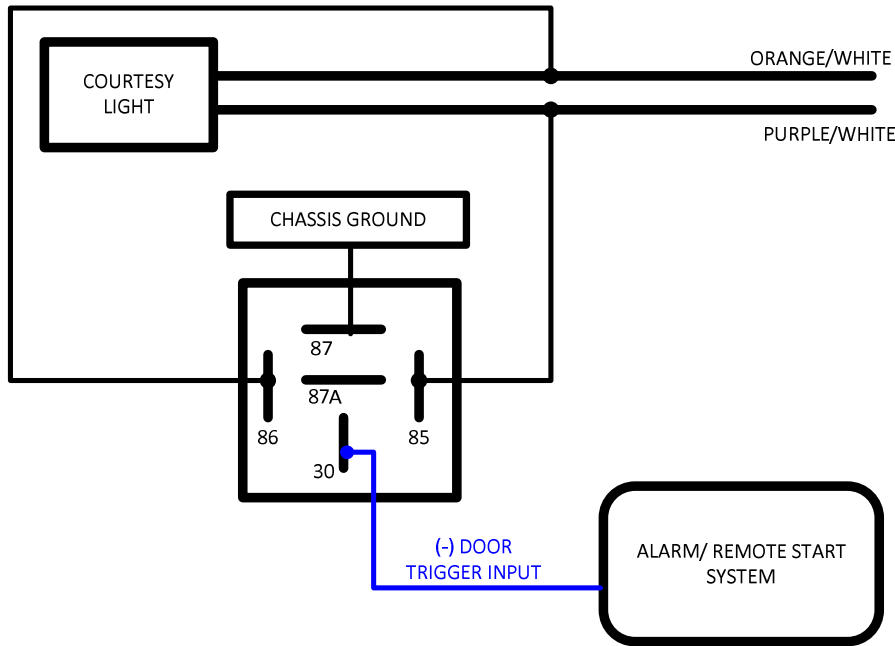 ORANGE/WHITE
COURTESY
LIGHT
PURPLE/WHITE
CHASSIS GROUND
87
87A
86
85
30
(-) DOOR
TRIGGER INPUT
ALARM/ REMOTE START
SYSTEM